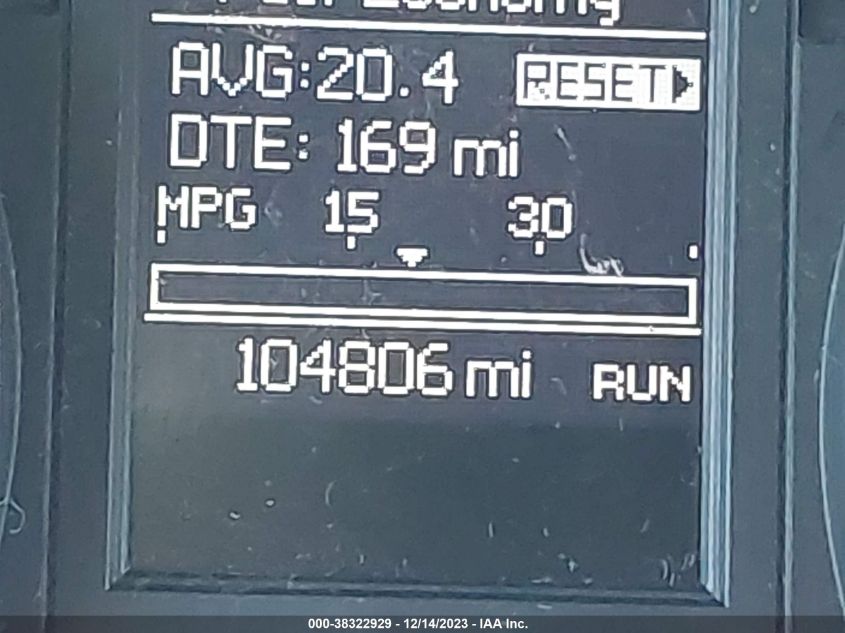 Economy
AVG:20.4 RESET
DTE: 169 mi
MPG 15 30
104806 mi RUN
000-38322929 - 12/14/2023 - IAA Inc.